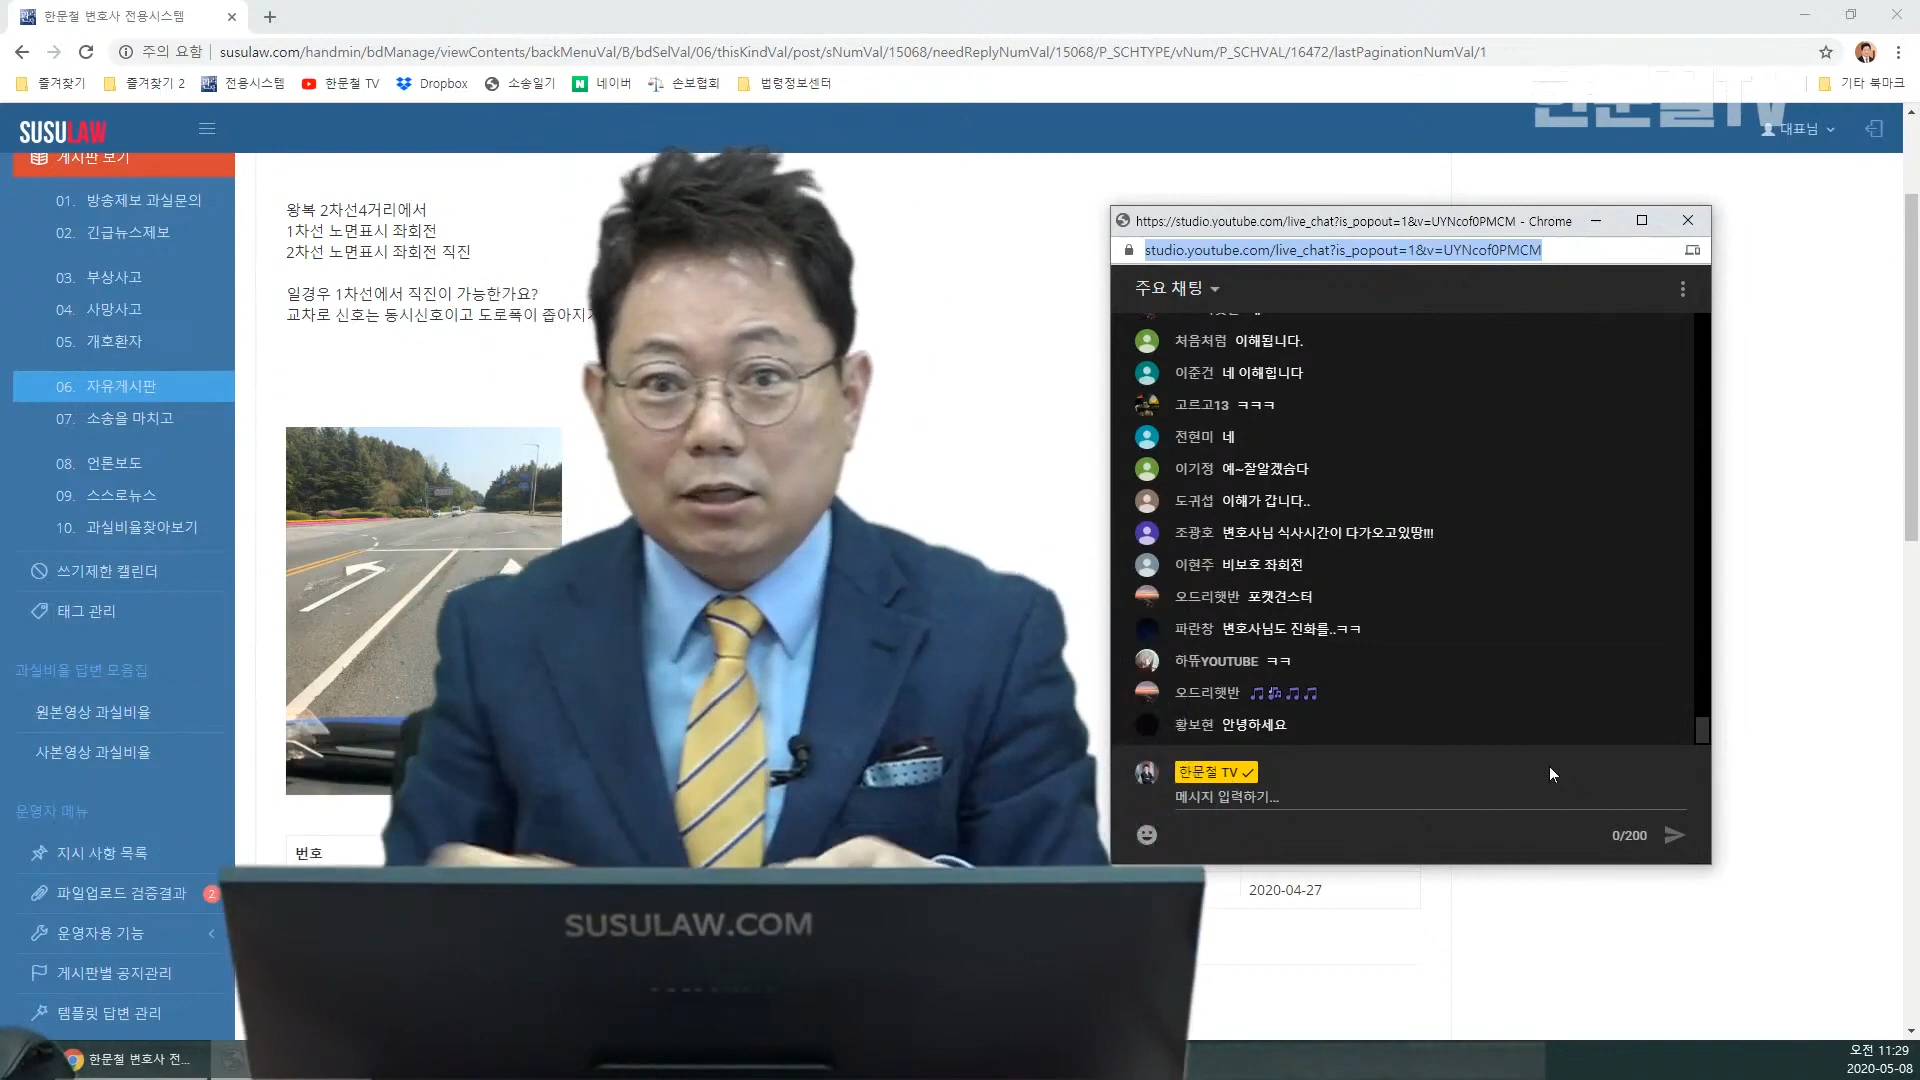 한문철 변호사 전용시스템
주의 요함
susulaw.com/handmin/bdManage/viewContents/backMenuVal/B/bdSelVal/06/thisKindVal/post/sNumVal/15068/needReplyNumVal/15068/P_SCHTYPE/vNum/P_SCHVAL/16472/lastPaginationNumVal/1
즐겨찾기 즐겨찾기 2 전용시스템 한문철 TV Dropbox 소송일기 네이버 손보협회 법령정보센터 기타 북마크
한문철TV
SUSULAW
대표님
게시판 보기
01. 방송제보 과실문의
02. 긴급뉴스제보
03. 부상사고
04. 사망사고
05. 개호환자
06. 자유게시판
07. 소송을 마치고
08. 언론보도
09. 스스로뉴스
10. 과실비율찾아보기
쓰기제한 캘린더
태그 관리
과실비율 답변 모음집
원본영상 과실비율
사본영상 과실비율
운영자 메뉴
지시 사항 목록
파일업로드 검증결과 2
운영자용 기능
게시판별 공지관리
템플릿 답변 관리
왕복 2차선4거리에서
1차선 노면표시 좌회전
2차선 노면표시 좌회전 직진
일경우 1차선에서 직진이 가능한가요?
교차로 신호는 동시신호이고 도로폭이 좁아지
번호
2020-04-27
https://studio.youtube.com/live_chat?is_popout=1&v=UYNcof0PMCM - Chrome
studio.youtube.com/live_chat?is_popout=1&v=UYNcof0PMCM
주요 채팅
처음처럼 이해됩니다.
이준건 네 이해힙니다
고르고13 ㅋㅋㅋ
전현미 네
이기정 예~잘알겠습다
도귀섭 이해가 갑니다..
조광호 변호사님 식사시간이 다가오고있땅!!!
이현주 비보호 좌회전
오드리햇반 포켓견스터
파란창 변호사님도 진화를..ㅋㅋ
하뜌YOUTUBE ㅋㅋ
오드리햇반 🎵🎶🎵🎵
황보현 안녕하세요
한문철 TV
메시지 입력하기...
0/200
SUSULAW.COM
한문철 변호사 전...
오전 11:29
2020-05-08